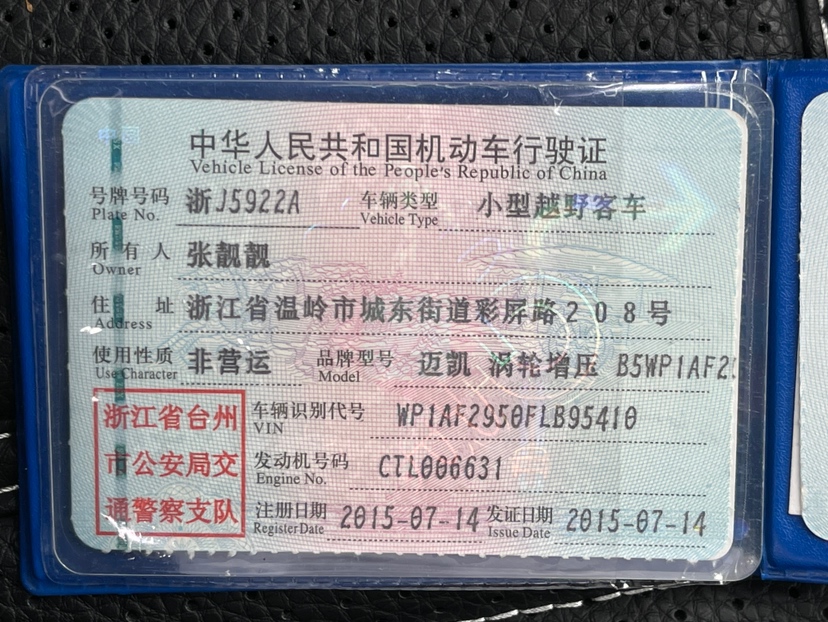 中华人民共和国机动车行驶证
Vehicle License of the People's Republic of China
号牌号码 浙J5922A 车辆类型 小型越野客车
Plate No. Vehicle Type
所有人 张靓靓
Owner
住址 浙江省温岭市城东街道彩屏路208号
Address
使用性质 非营运 品牌型号 迈凯 涡轮增压 B5WP1AF2
Use Character Model
浙江省台州
市公安局交
通警察支队
车辆识别代号 WP1AF2950FLB95410
VIN
发动机号码 CTL006631
Engine No.
注册日期 2015-07-14 发证日期 2015-07-14
Register Date Issue Date